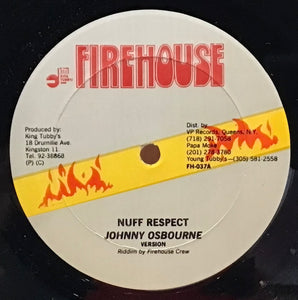 FIREHOUSE
Produced by:
King Tubby's
18 Drumilie Ave.
Kingston 11
Tel. 92-36860
(P) (C)
Dist. by
VP Records, Queens, N.Y.
(718) 291-7058
Papa Moke
(201) 278-3760
Young Tubby's-(305) 581-2558
FH-037A
NUFF RESPECT
JOHNNY OSBOURNE
VERSION
Riddim by Firehouse Crew